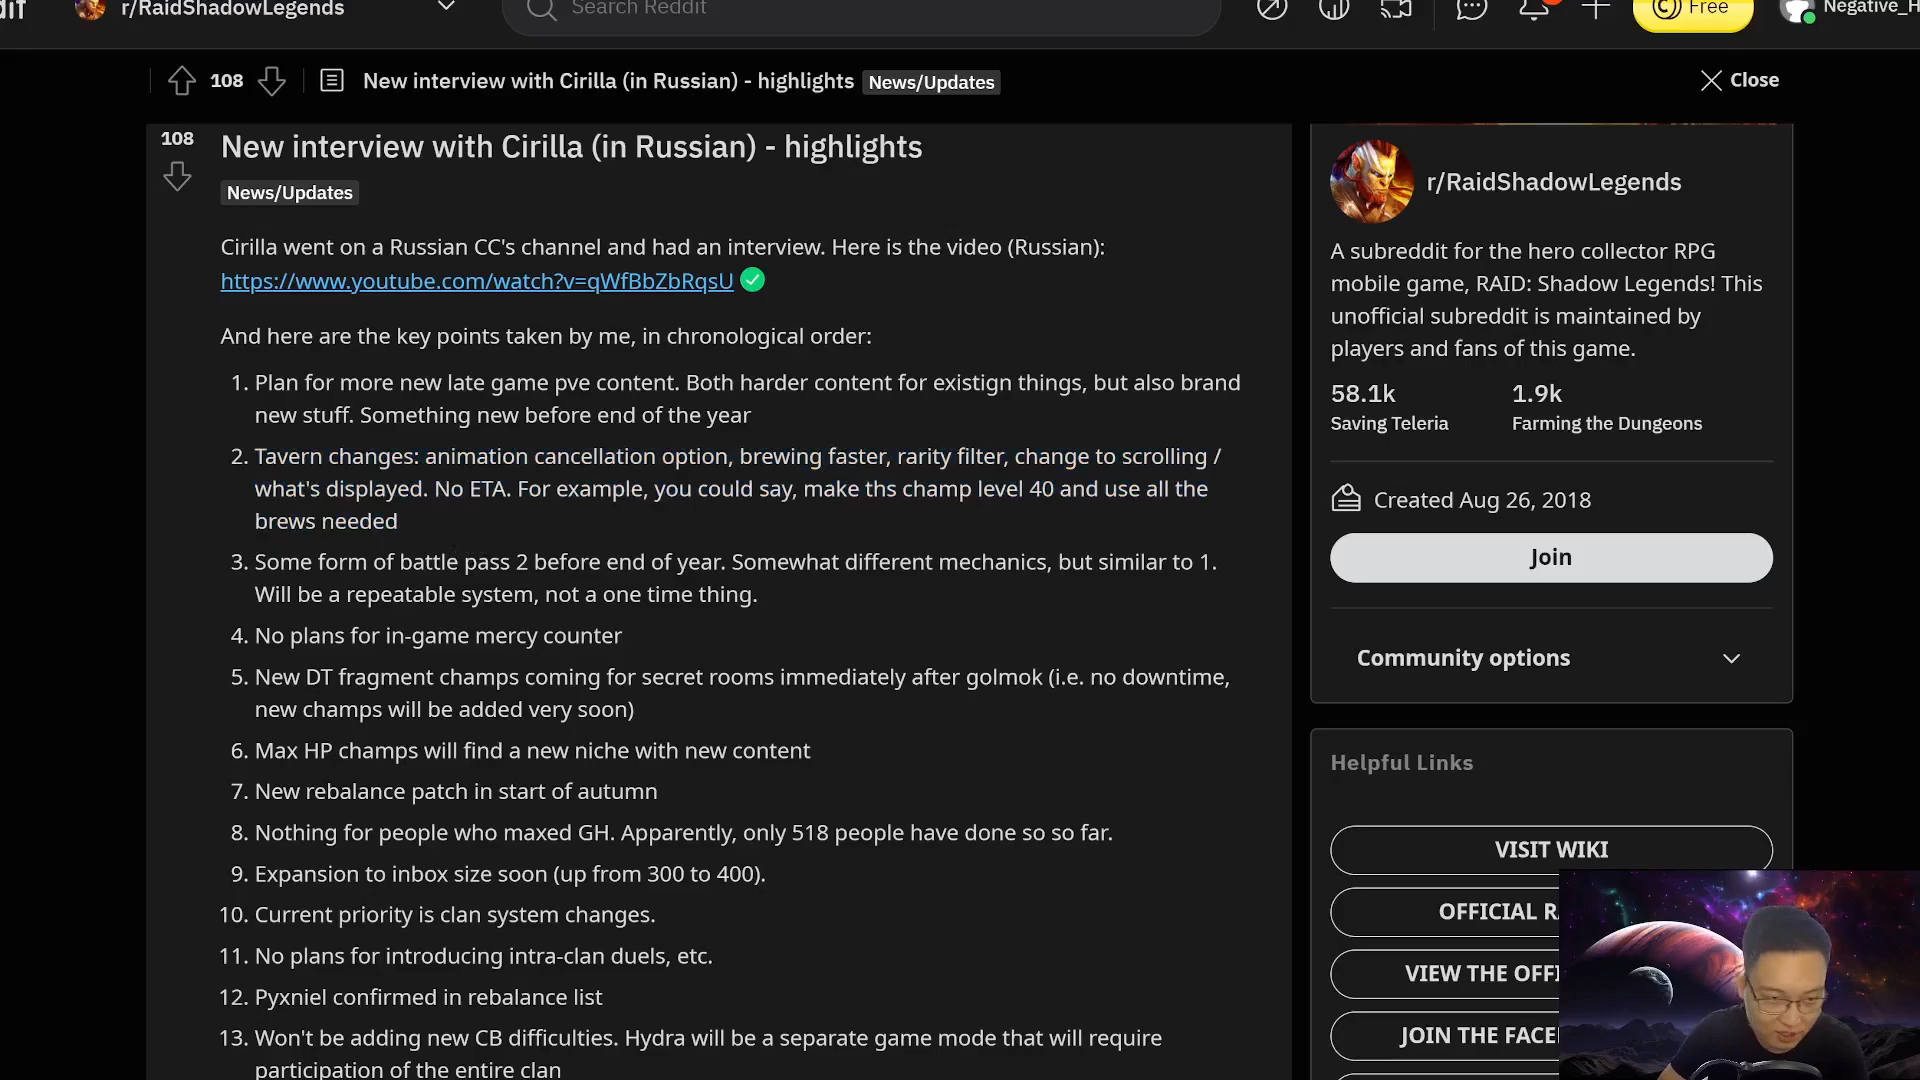 r/RaidShadowLegends
Search Reddit
Free
108
New interview with Cirilla (in Russian) - highlights
News/Updates
Close
108
New interview with Cirilla (in Russian) - highlights
News/Updates
Cirilla went on a Russian CC's channel and had an interview. Here is the video (Russian):
https://www.youtube.com/watch?v=qWfBbZbRqsU
And here are the key points taken by me, in chronological order:
1. Plan for more new late game pve content. Both harder content for existign things, but also brand
new stuff. Something new before end of the year
2. Tavern changes: animation cancellation option, brewing faster, rarity filter, change to scrolling /
what's displayed. No ETA. For example, you could say, make ths champ level 40 and use all the
brews needed
3. Some form of battle pass 2 before end of year. Somewhat different mechanics, but similar to 1.
Will be a repeatable system, not a one time thing.
4. No plans for in-game mercy counter
5. New DT fragment champs coming for secret rooms immediately after golmok (i.e. no downtime,
new champs will be added very soon)
6. Max HP champs will find a new niche with new content
7. New rebalance patch in start of autumn
8. Nothing for people who maxed GH. Apparently, only 518 people have done so so far.
9. Expansion to inbox size soon (up from 300 to 400).
10. Current priority is clan system changes.
11. No plans for introducing intra-clan duels, etc.
12. Pyxniel confirmed in rebalance list
13. Won't be adding new CB difficulties. Hydra will be a separate game mode that will require
participation of the entire clan
r/RaidShadowLegends
A subreddit for the hero collector RPG
mobile game, RAID: Shadow Legends! This
unofficial subreddit is maintained by
players and fans of this game.
58.1k
Saving Teleria
1.9k
Farming the Dungeons
Created Aug 26, 2018
Join
Community options
Helpful Links
VISIT WIKI
OFFICIAL
VIEW THE
JOIN THE